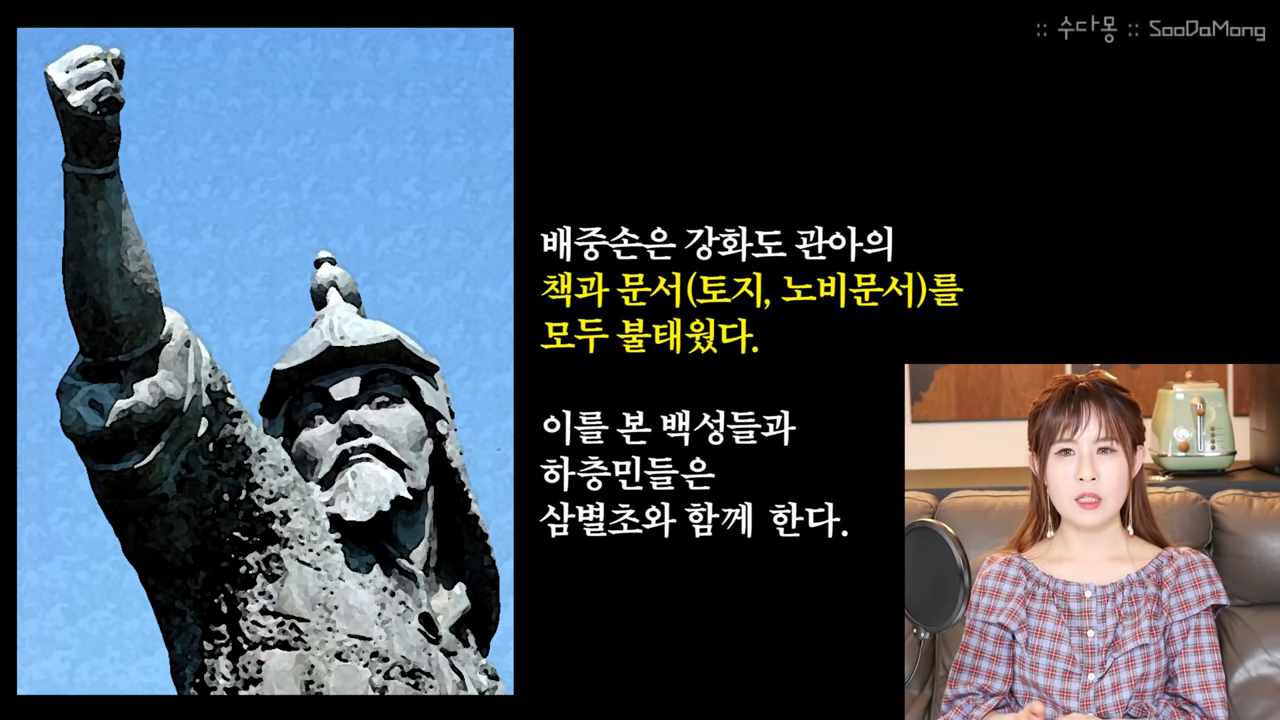 :: 수다몽 :: SooDaMong
배중손은 강화도 관아의
책과 문서(토지, 노비문서)를
모두 불태웠다.
이를 본 백성들과
하층민들은
삼별초와 함께 한다.